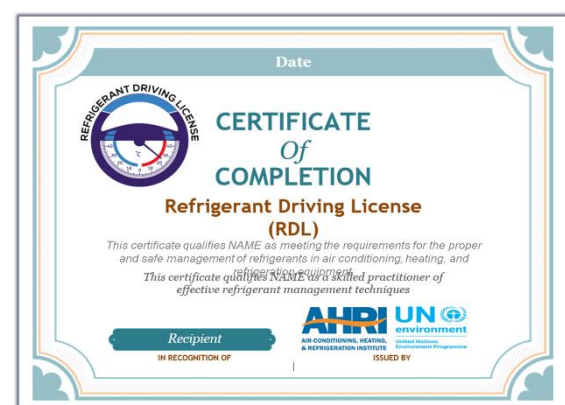 Date
REFRIGERANT DRIVING LICENSE
°C
CERTIFICATE
Of
COMPLETION
Refrigerant Driving License
(RDL)
This certificate qualifies NAME as meeting the requirements for the proper
and safe management of refrigerants in air conditioning, heating, and
refrigeration equipment.
This certificate qualifies NAME as a skilled practitioner of
effective refrigerant management techniques
Recipient
IN RECOGNITION OF
AHRI
AIR-CONDITIONING, HEATING,
& REFRIGERATION INSTITUTE
UN
environment
United Nations
Environment Programme
ISSUED BY